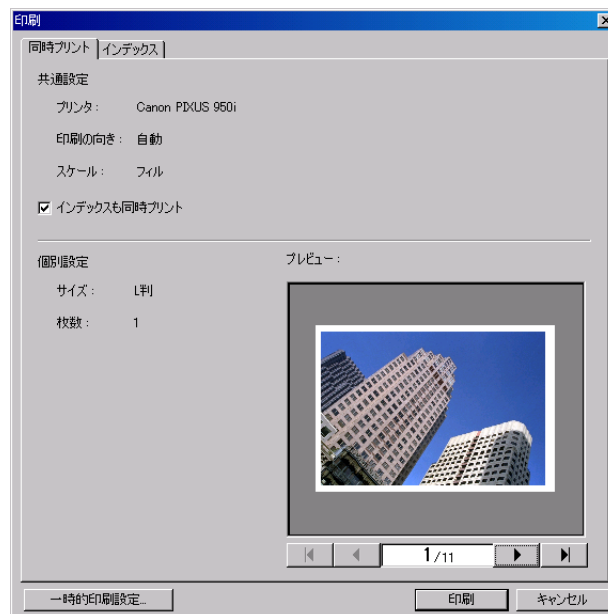 印刷
同時プリント インデックス
共通設定
プリンタ： Canon PIXUS 950i
印刷の向き： 自動
スケール： フィル
インデックスも同時プリント
個別設定
サイズ： L判
枚数： 1
プレビュー：
1/11
一時的印刷設定...
印刷 キャンセル